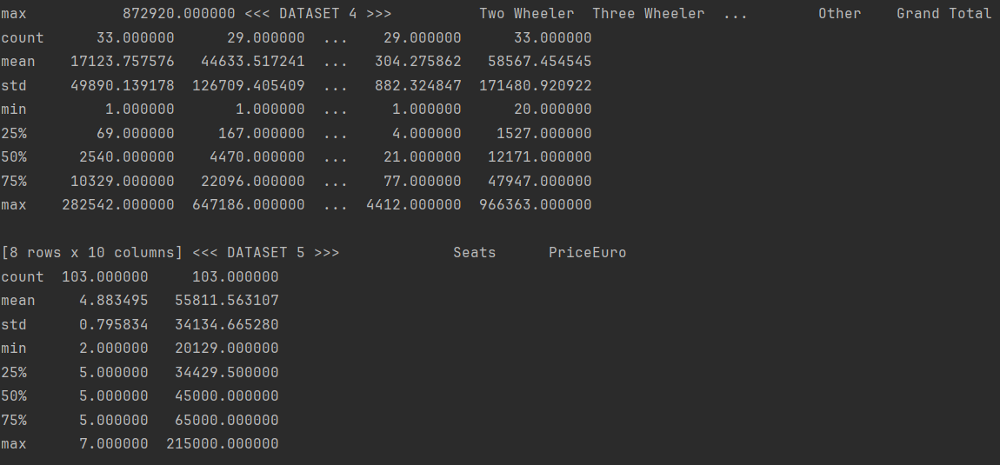 max           872920.000000 <<< DATASET 4 >>>          Two Wheeler  Three Wheeler  ...        Other    Grand Total
count      33.000000      29.000000  ...    29.000000      33.000000
mean    17123.757576   44633.517241  ...   304.275862   58567.454545
std     49890.139178  126709.405409  ...   882.324847  171480.920922
min         1.000000       1.000000  ...     1.000000      20.000000
25%        69.000000     167.000000  ...     4.000000    1527.000000
50%      2540.000000    4470.000000  ...    21.000000   12171.000000
75%     10329.000000   22096.000000  ...    77.000000   47947.000000
max    282542.000000  647186.000000  ...  4412.000000  966363.000000

[8 rows x 10 columns] <<< DATASET 5 >>>             Seats      PriceEuro
count  103.000000     103.000000
mean     4.883495   55811.563107
std      0.795834   34134.665280
min      2.000000   20129.000000
25%      5.000000   34429.500000
50%      5.000000   45000.000000
75%      5.000000   65000.000000
max      7.000000  215000.000000